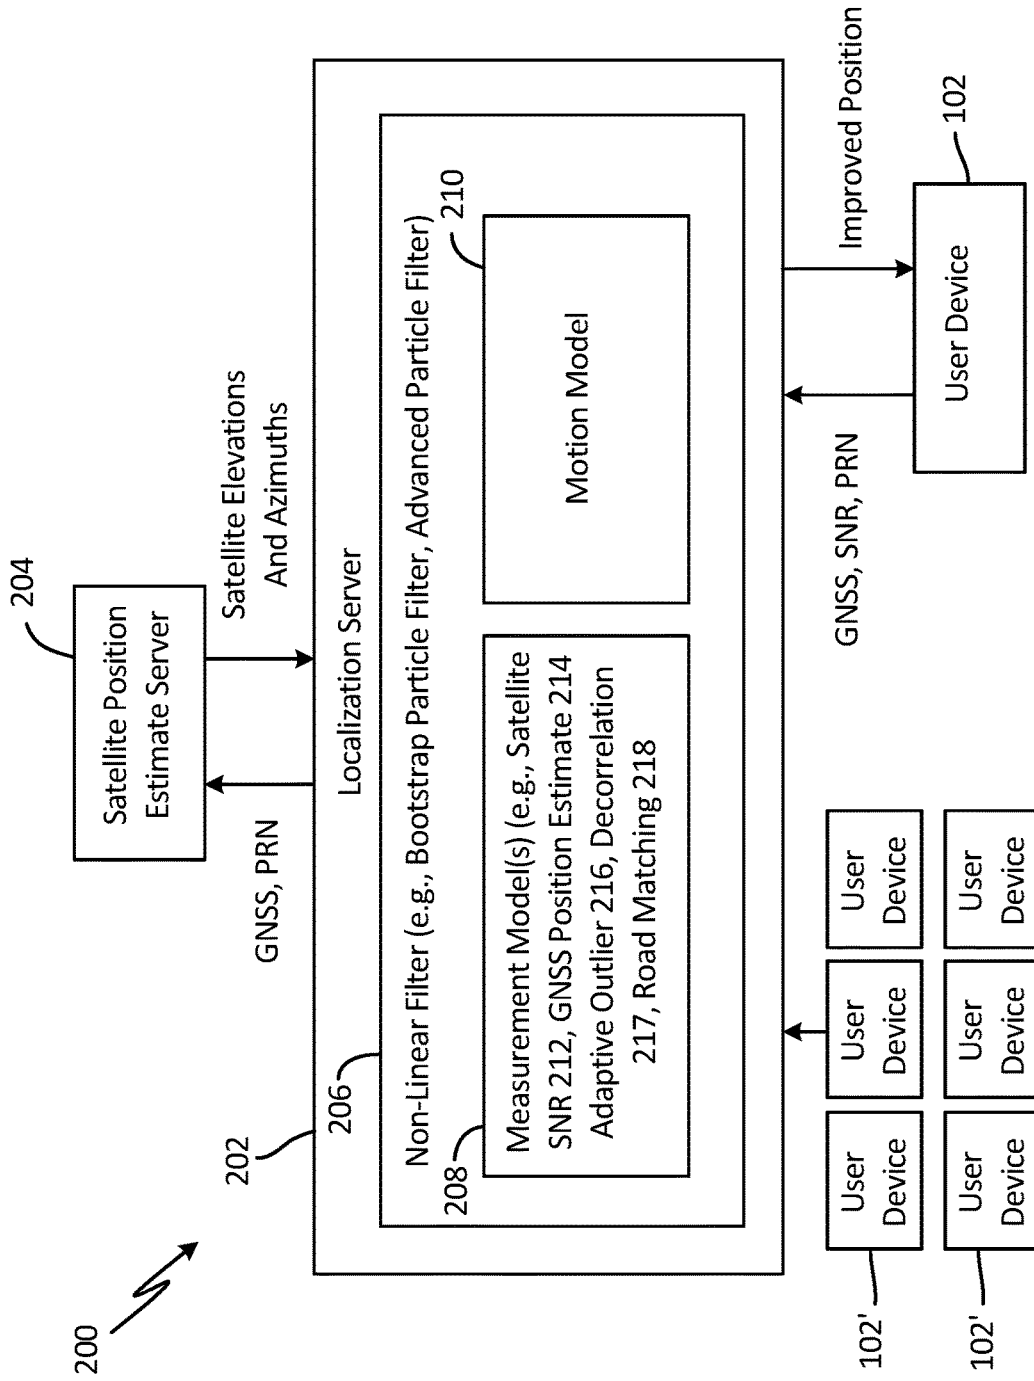 200
204
Satellite Position
Estimate Server
GNSS, PRN
Satellite Elevations
And Azimuths
202
Localization Server
206
Non-Linear Filter (e.g., Bootstrap Particle Filter, Advanced Particle Filter)
208
Measurement Model(s) (e.g., Satellite
SNR 212, GNSS Position Estimate 214
Adaptive Outlier 216, Decorrelation
217, Road Matching 218
210
Motion Model
GNSS, SNR, PRN
Improved Position
User Device
102
User
Device
User
Device
User
Device
102'
User
Device
User
Device
User
Device
102'